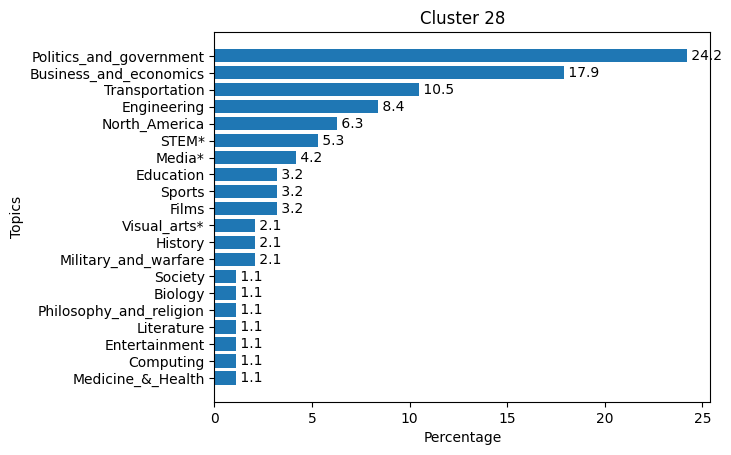 Cluster 28
Topics
Politics_and_government 24.2
Business_and_economics 17.9
Transportation 10.5
Engineering 8.4
North_America 6.3
STEM* 5.3
Media* 4.2
Education 3.2
Sports 3.2
Films 3.2
Visual_arts* 2.1
History 2.1
Military_and_warfare 2.1
Society 1.1
Biology 1.1
Philosophy_and_religion 1.1
Literature 1.1
Entertainment 1.1
Computing 1.1
Medicine_&_Health 1.1
0 5 10 15 20 25
Percentage